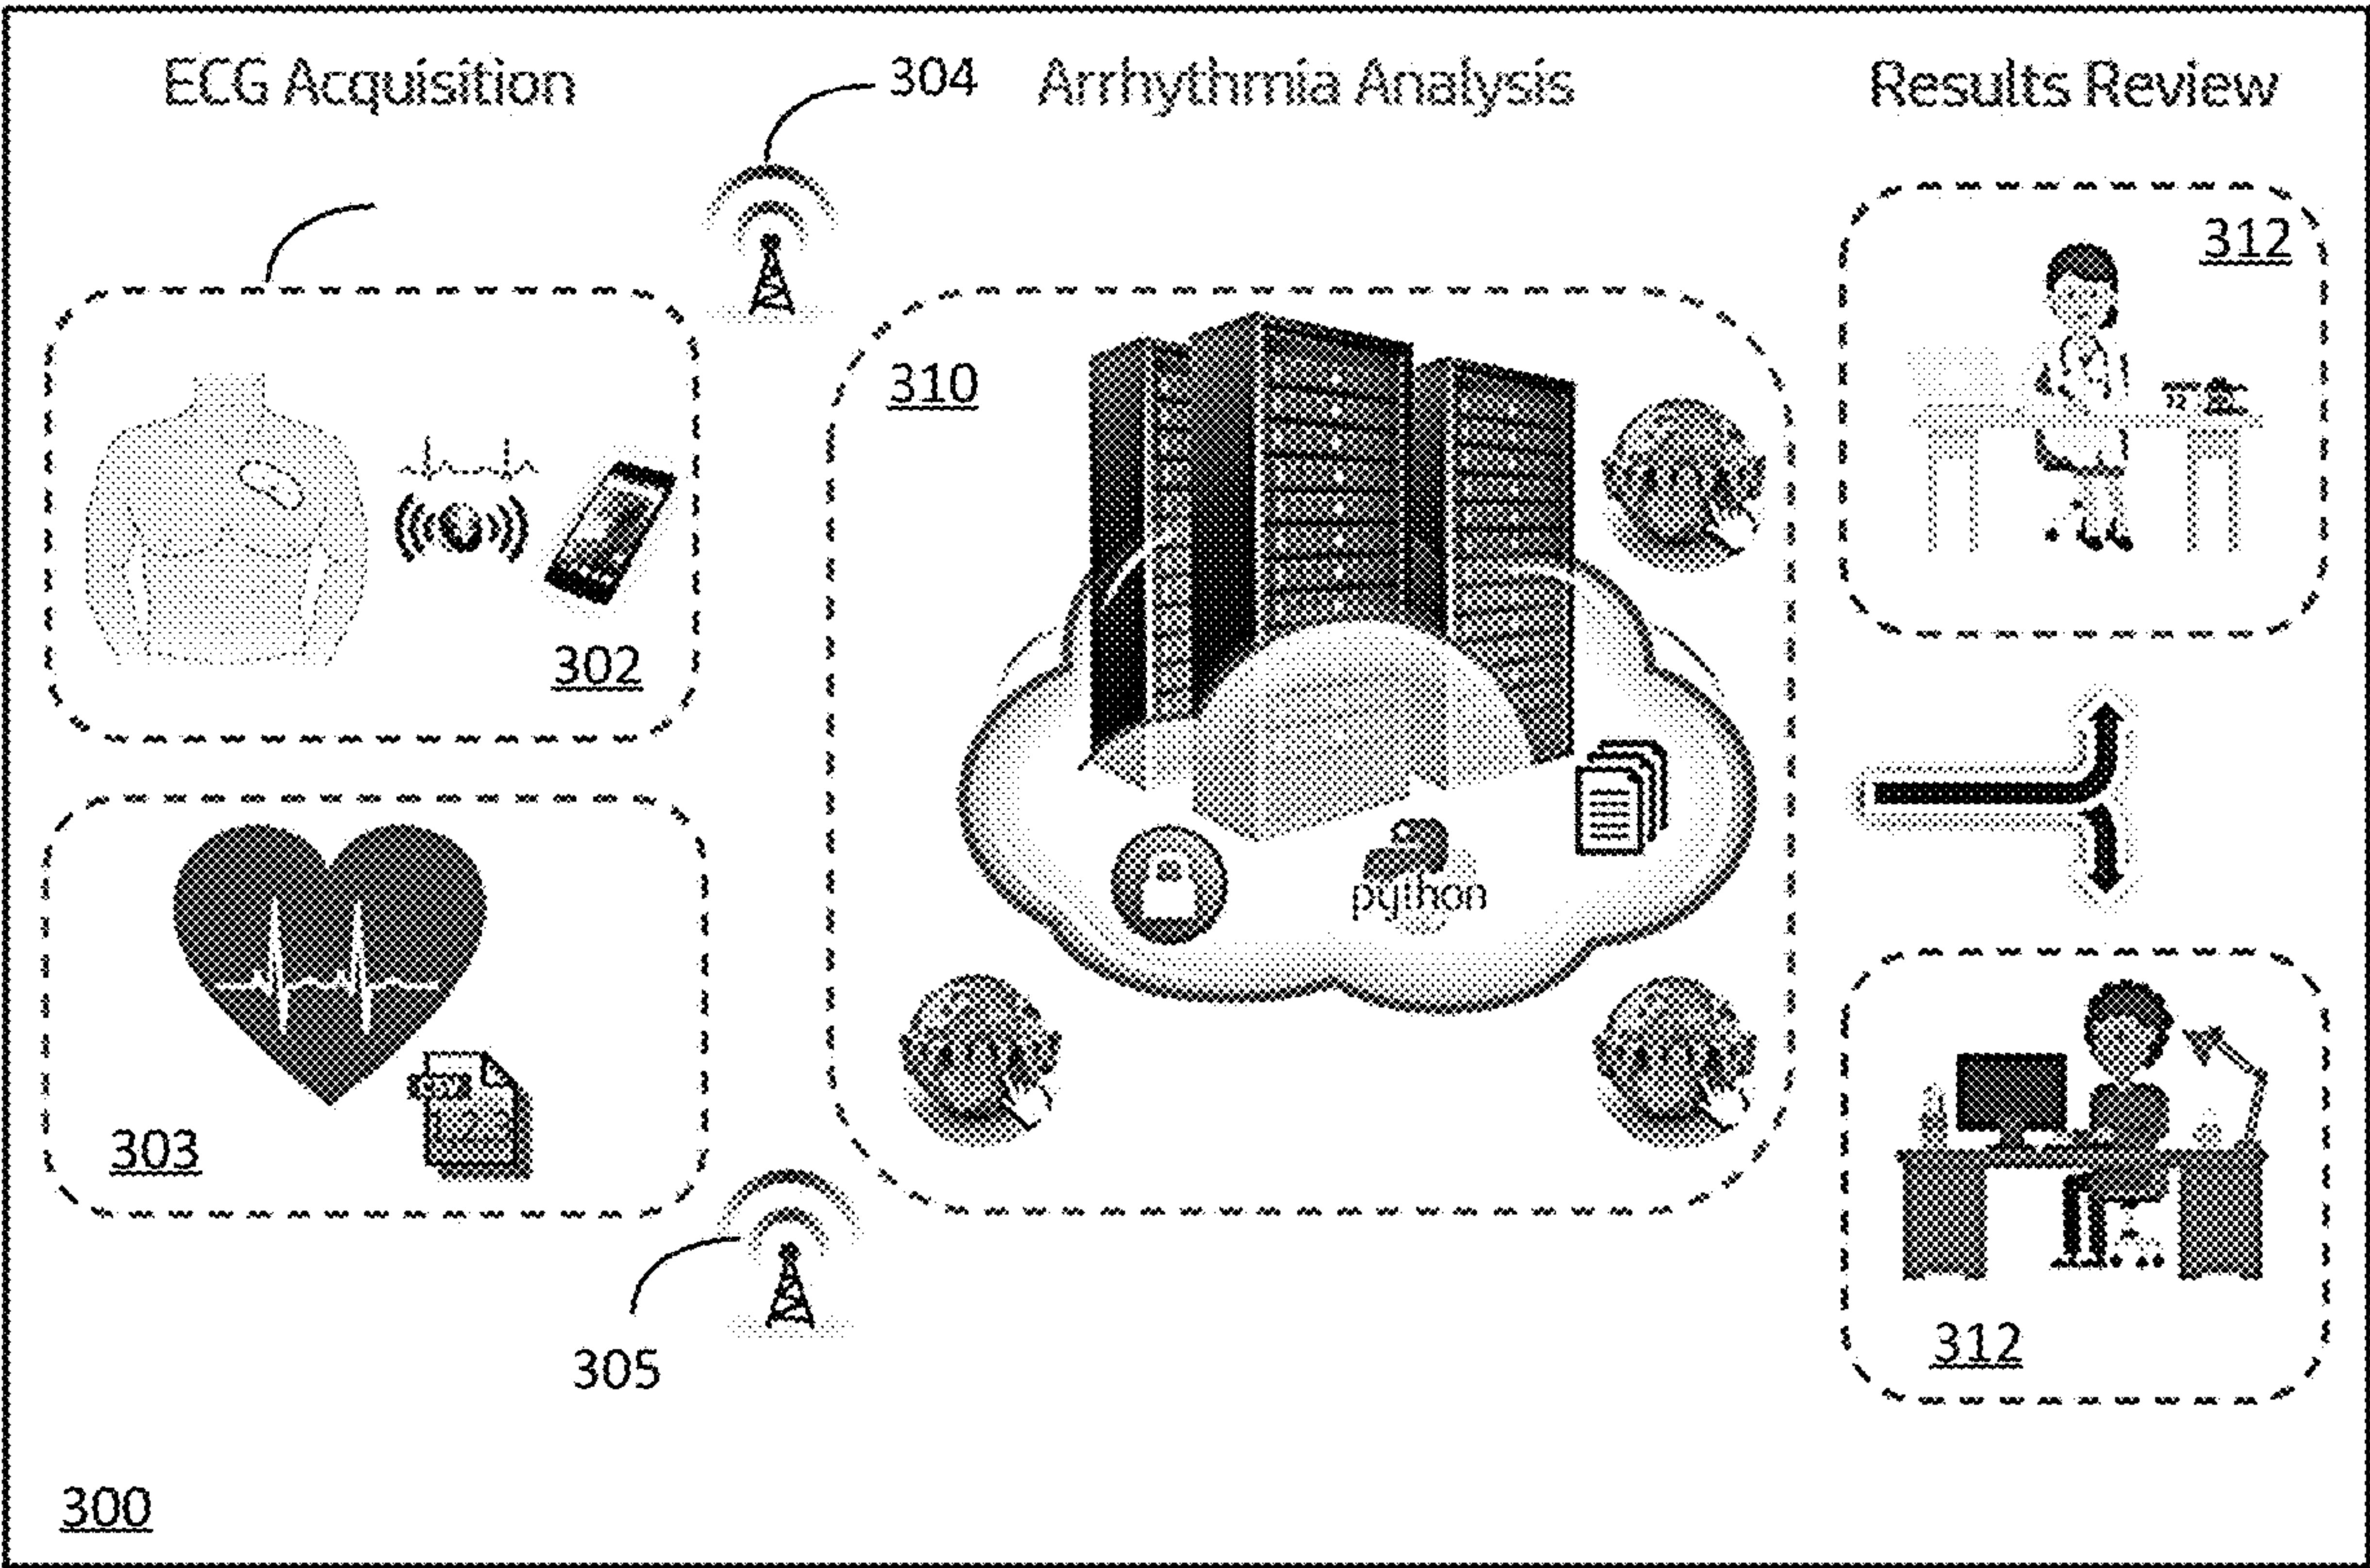 ECG Acquisition
304
Arrhythmia Analysis
Results Review
312
310
302
python
303
305
312
300